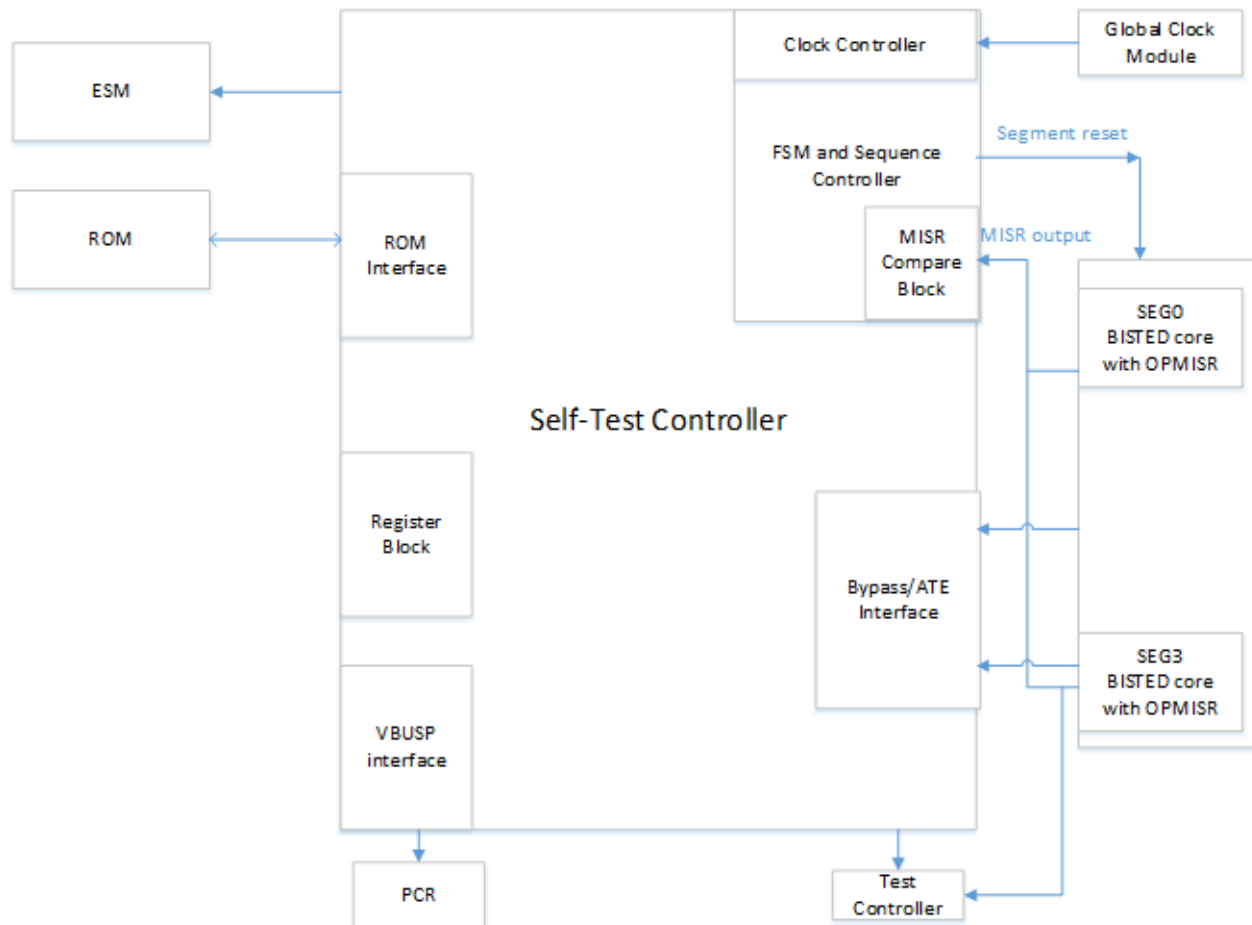 Clock Controller
Global Clock
Module
ESM
Segment reset
FSM and Sequence
Controller
ROM
ROM
Interface
MISR
Compare
Block
MISR output
SEG0
BISTED core
with OPMISR
Self-Test Controller
Register
Block
Bypass/ATE
Interface
SEG3
BISTED core
with OPMISR
VBUSP
interface
PCR
Test
Controller